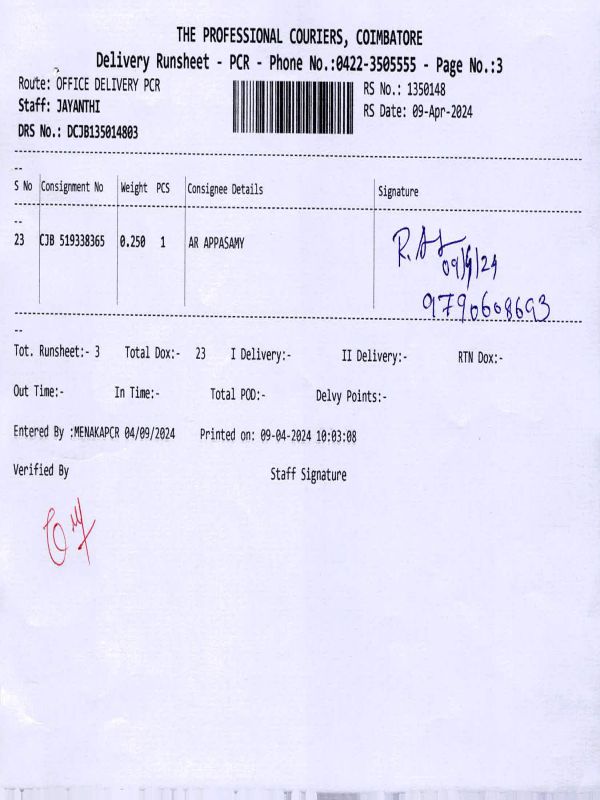 THE PROFESSIONAL COURIERS, COIMBATORE
Delivery Runsheet - PCR - Phone No.:0422-3505555 - Page No.:3
Route: OFFICE DELIVERY PCR RS No.: 1350148
Staff: JAYANTHI RS Date: 09-Apr-2024
DRS No.: DCJB135014803
--
S No Consignment No Weight PCS Consignee Details Signature
--
23 CJB 519338365 0.250 1 AR APPASAMY
09/4/24
9790608693
--
Tot. Runsheet:- 3 Total Dox:- 23 I Delivery:- II Delivery:- RTN Dox:-
Out Time:- In Time:- Total POD:- Delvy Points:-
Entered By :MENAKAPCR 04/09/2024 Printed on: 09-04-2024 10:03:08
Verified By Staff Signature